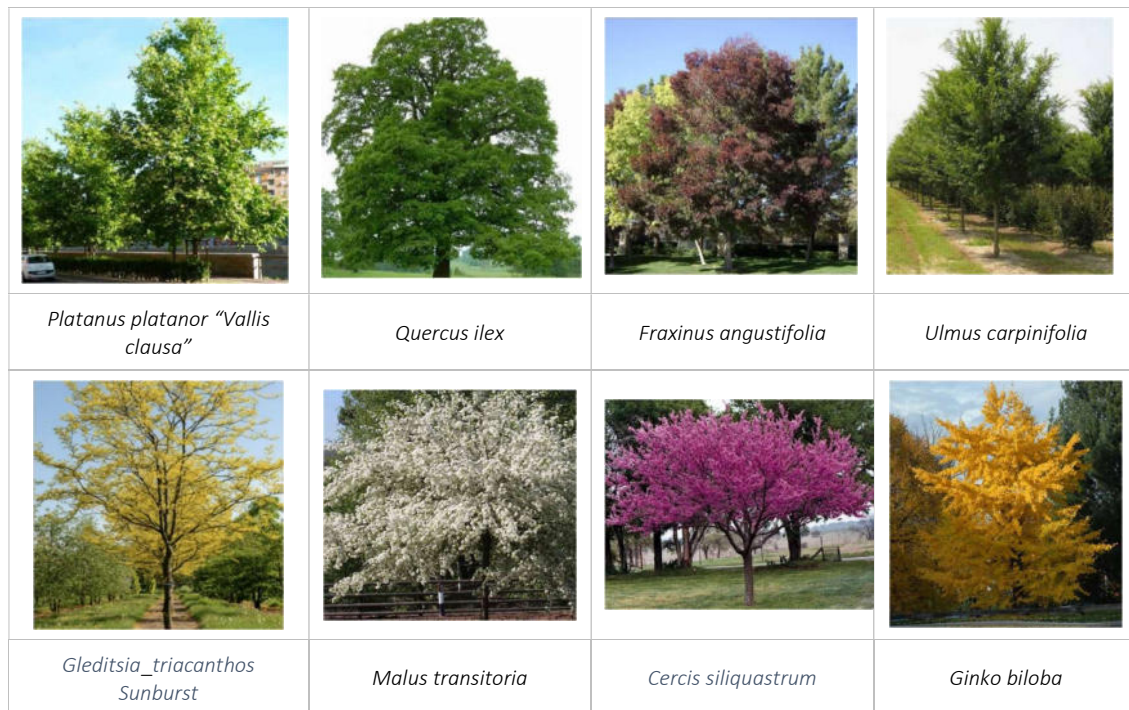 Platanus platanor “Vallis
clausa”
Quercus ilex
Fraxinus angustifolia
Ulmus carpinifolia
Gleditsia_triacanthos
Sunburst
Malus transitoria
Cercis siliquastrum
Ginko biloba